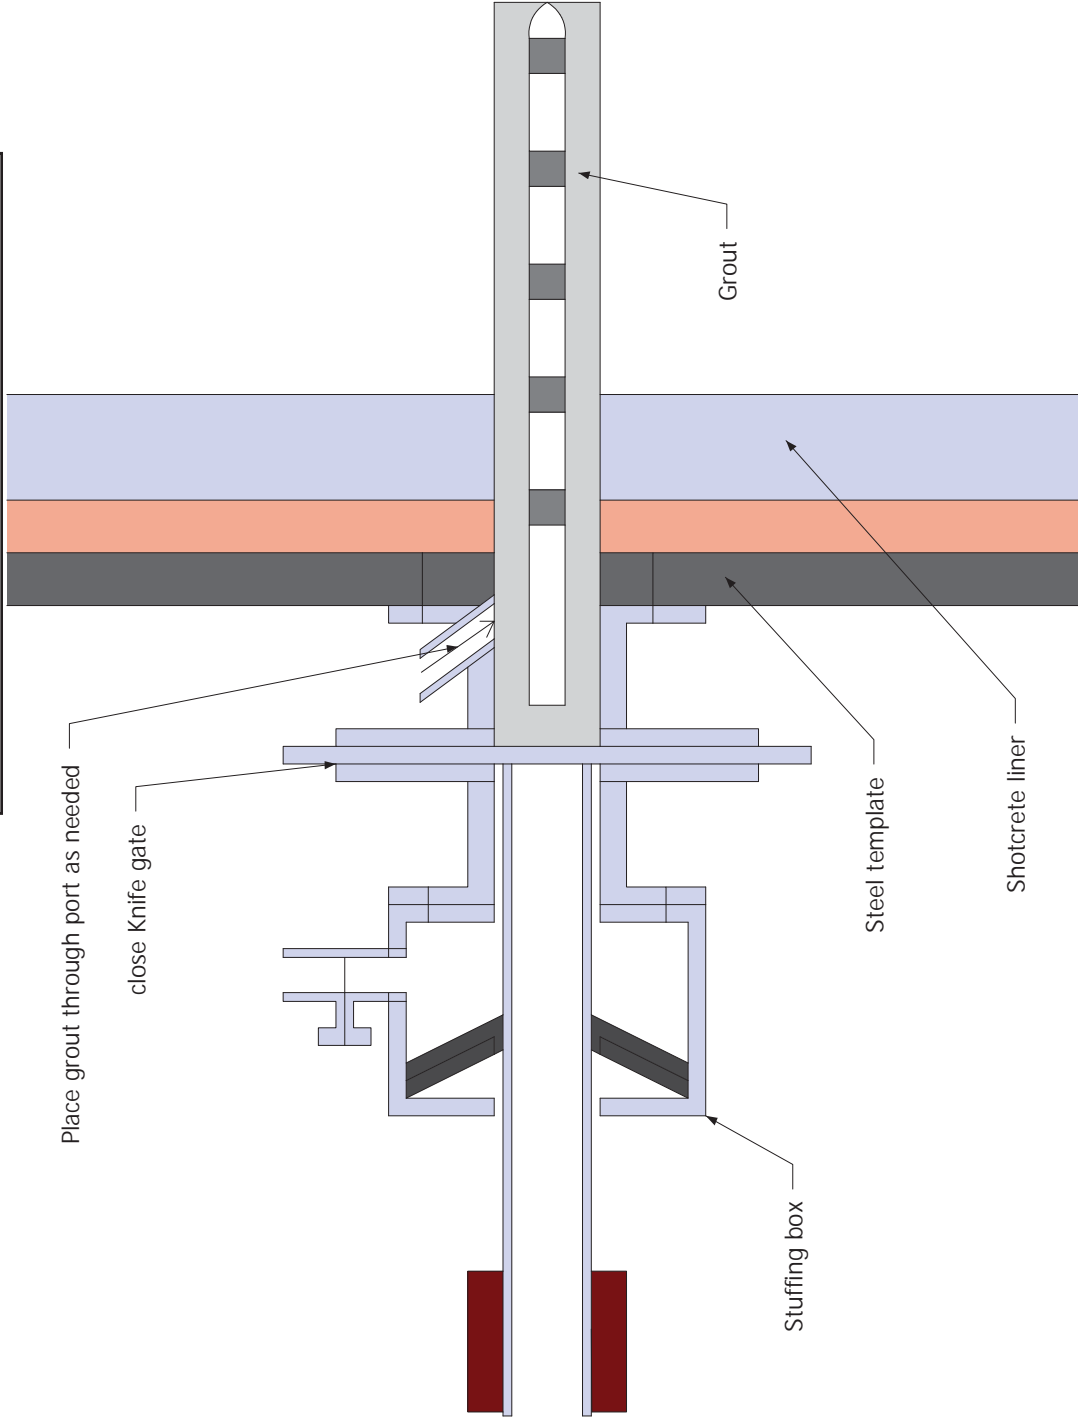 Place grout through port as needed
close Knife gate
Grout
Steel template
Shotcrete liner
Stuffing box